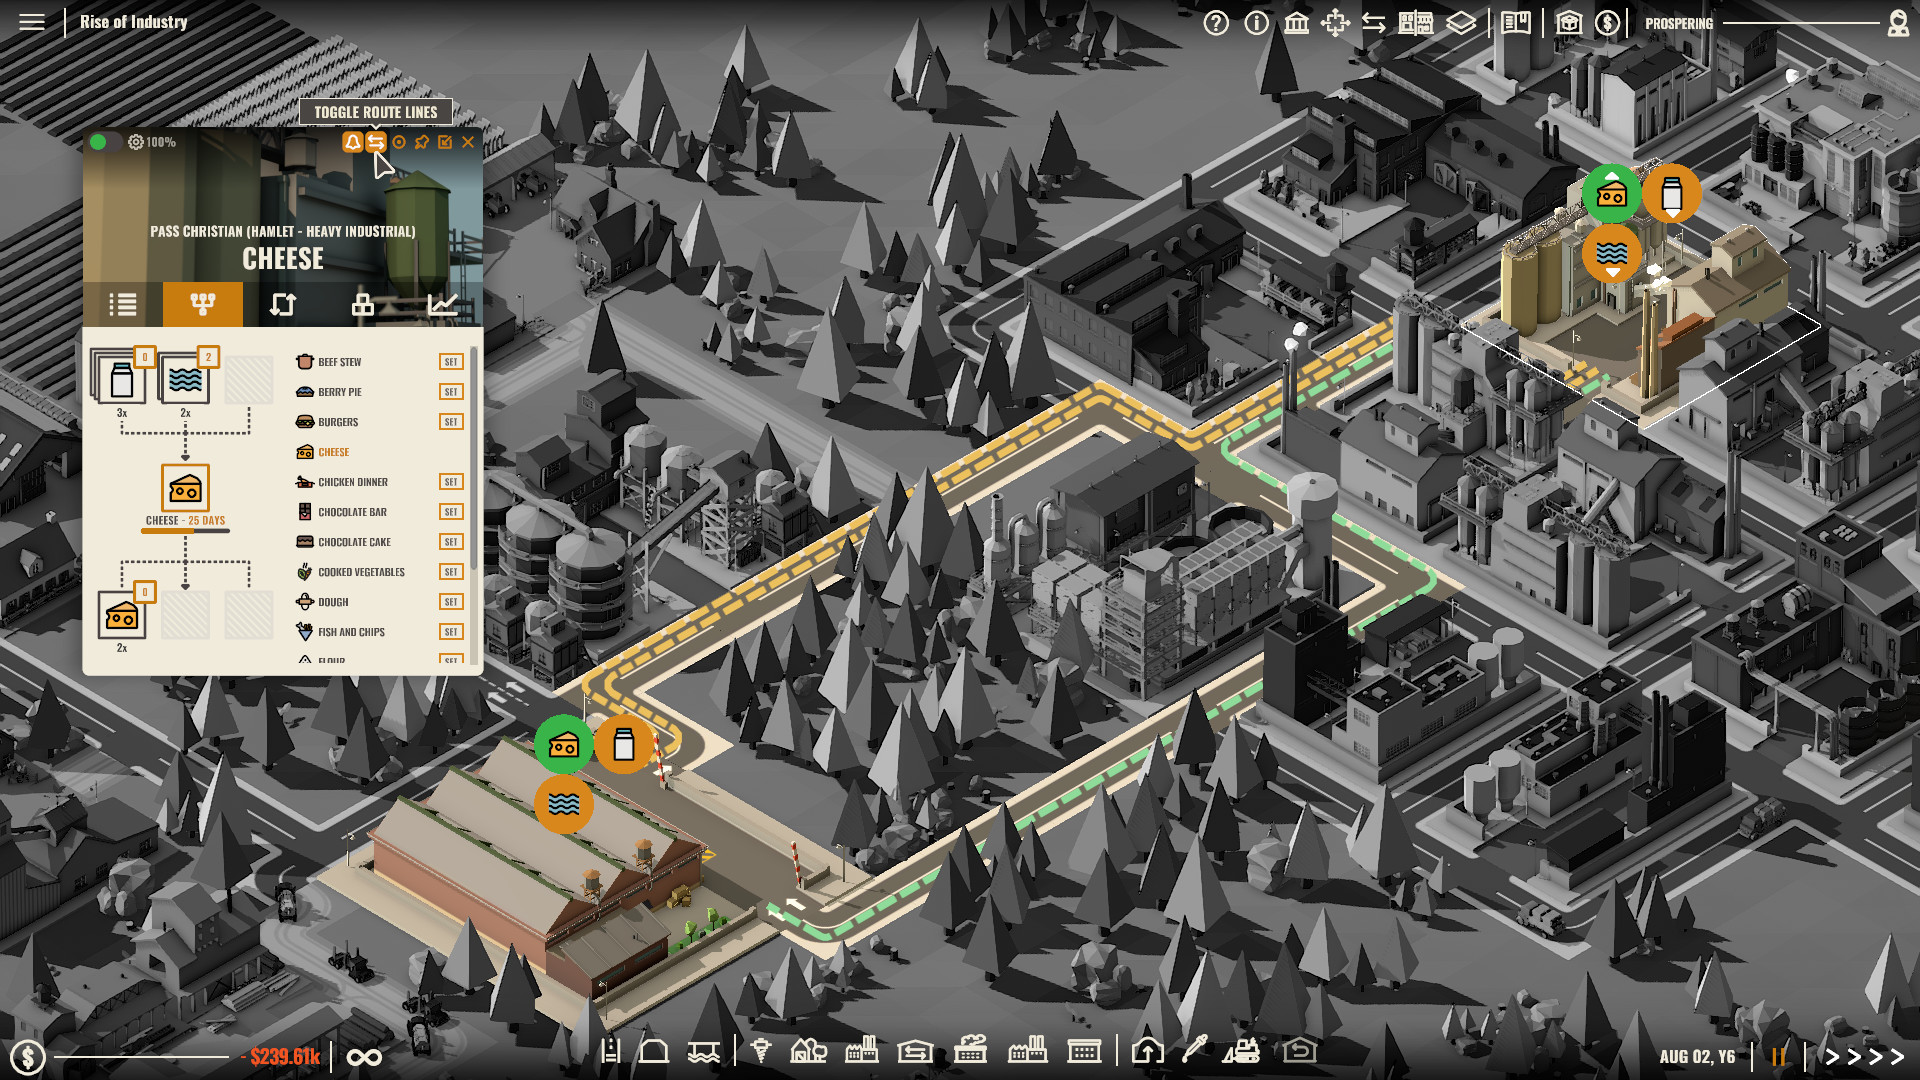 Rise of Industry
PROSPERING
TOGGLE ROUTE LINES
100%
PASS CHRISTIAN (HAMLET - HEAVY INDUSTRIAL)
CHEESE
0
2
3x
2x
CHEESE - 25 DAYS
0
2x
BEEF STEW SET
BERRY PIE SET
BURGERS SET
CHEESE
CHICKEN DINNER SET
CHOCOLATE BAR SET
CHOCOLATE CAKE SET
COOKED VEGETABLES SET
DOUGH SET
FISH AND CHIPS SET
FLOUR SET
- $239.61k
AUG 02, Y6